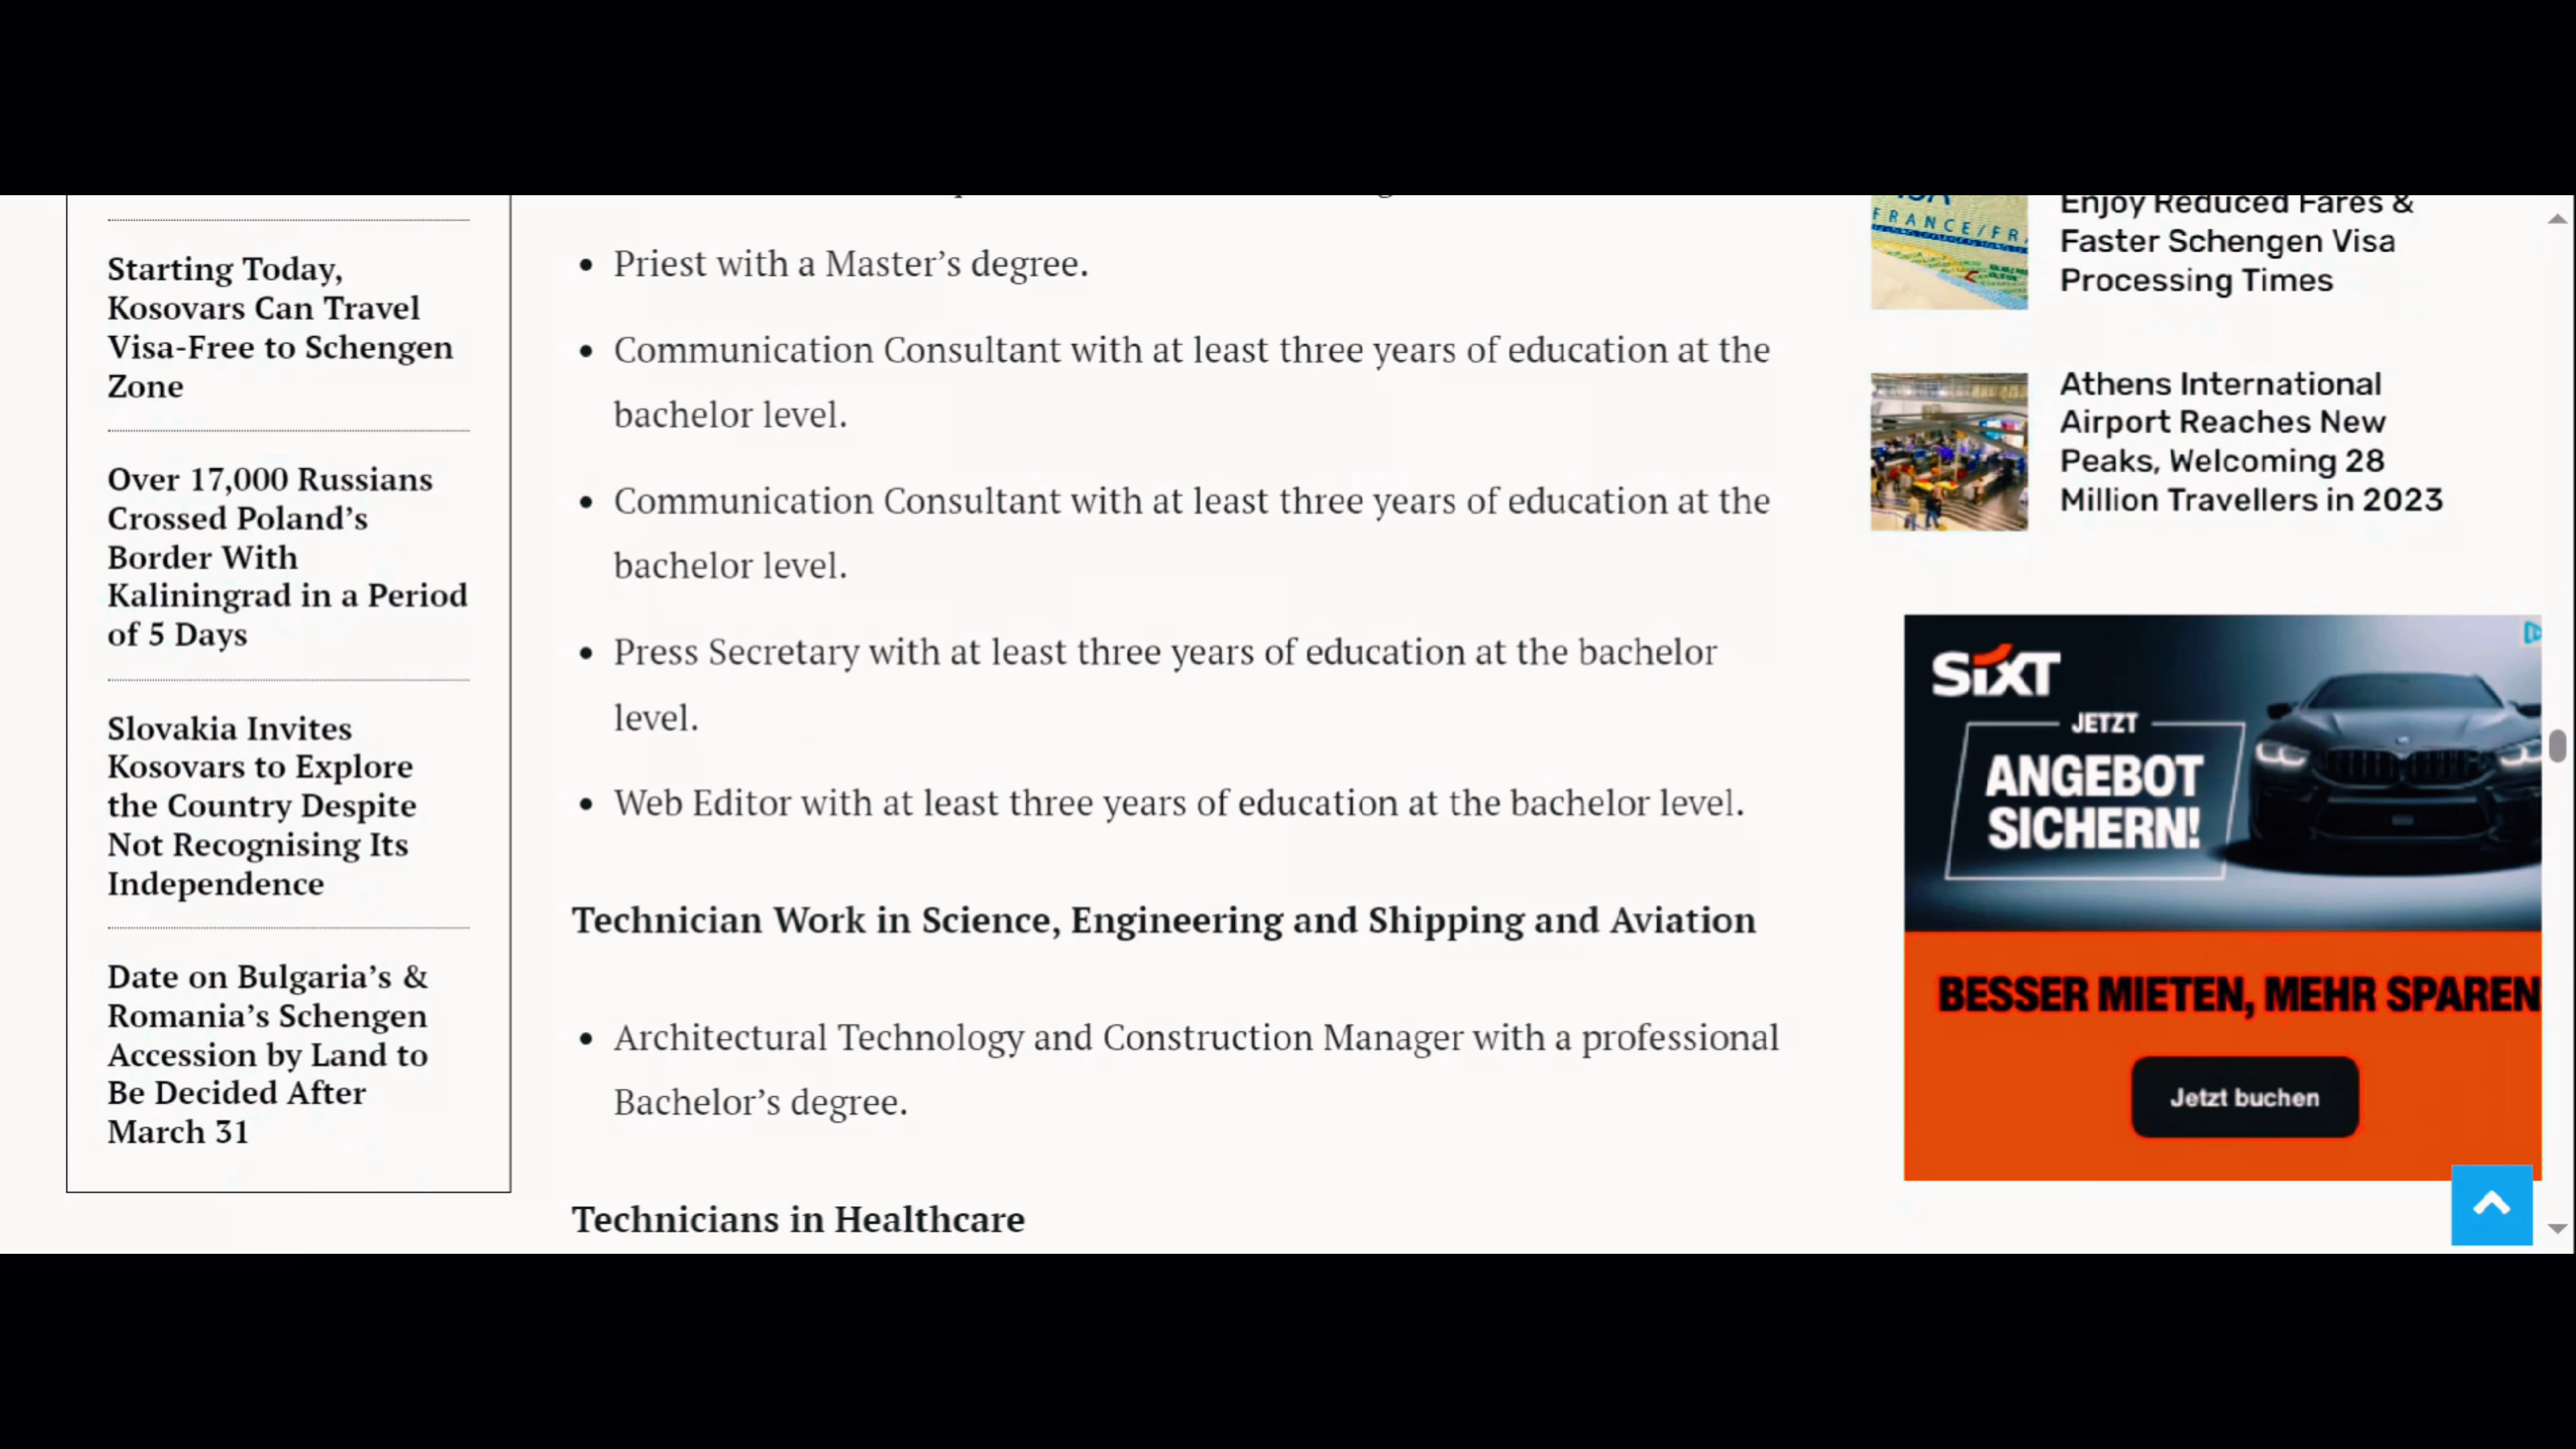 Starting Today,
Kosovars Can Travel
Visa-Free to Schengen
Zone
Over 17,000 Russians
Crossed Poland’s
Border With
Kaliningrad in a Period
of 5 Days
Slovakia Invites
Kosovars to Explore
the Country Despite
Not Recognising Its
Independence
Date on Bulgaria’s &
Romania’s Schengen
Accession by Land to
Be Decided After
March 31
• Priest with a Master’s degree.
• Communication Consultant with at least three years of education at the
bachelor level.
• Communication Consultant with at least three years of education at the
bachelor level.
• Press Secretary with at least three years of education at the bachelor
level.
• Web Editor with at least three years of education at the bachelor level.
Technician Work in Science, Engineering and Shipping and Aviation
• Architectural Technology and Construction Manager with a professional
Bachelor’s degree.
Technicians in Healthcare
FRANCE/FR
Enjoy Reduced Fares &
Faster Schengen Visa
Processing Times
Athens International
Airport Reaches New
Peaks, Welcoming 28
Million Travellers in 2023
SiXT
JETZT
ANGEBOT
SICHERN!
BESSER MIETEN, MEHR SPAREN
Jetzt buchen